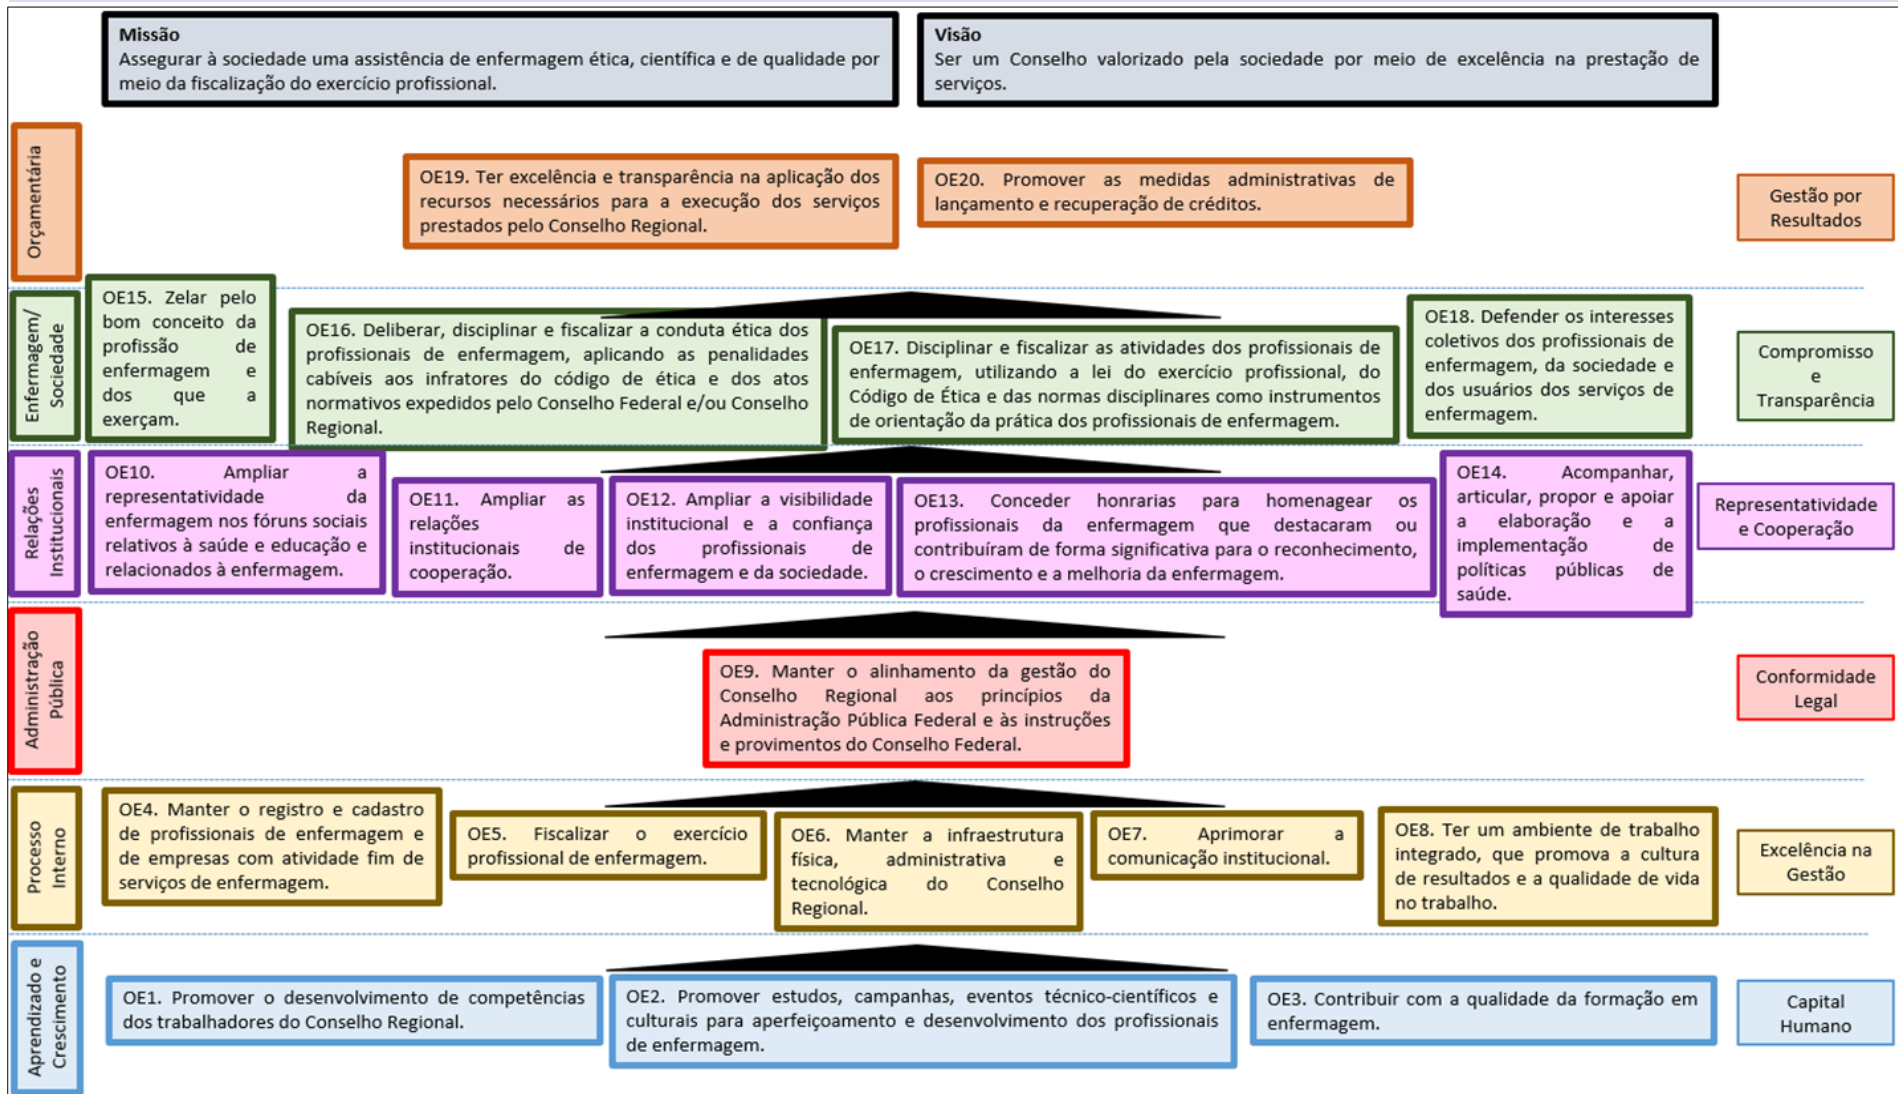 Missão
Assegurar à sociedade uma assistência de enfermagem ética, científica e de qualidade por
meio da fiscalização do exercício profissional.
Visão
Ser um Conselho valorizado pela sociedade por meio de excelência na prestação de
serviços.
Orçamentária
OE19. Ter excelência e transparência na aplicação dos
recursos necessários para a execução dos serviços
prestados pelo Conselho Regional.
OE20. Promover as medidas administrativas de
lançamento e recuperação de créditos.
Gestão por
Resultados
Enfermagem/
Sociedade
OE15. Zelar pelo
bom conceito da
profissão de
enfermagem e
dos que a
exerçam.
OE16. Deliberar, disciplinar e fiscalizar a conduta ética dos
profissionais de enfermagem, aplicando as penalidades
cabíveis aos infratores do código de ética e dos atos
normativos expedidos pelo Conselho Federal e/ou Conselho
Regional.
OE17. Disciplinar e fiscalizar as atividades dos profissionais de
enfermagem, utilizando a lei do exercício profissional, do
Código de Ética e das normas disciplinares como instrumentos
de orientação da prática dos profissionais de enfermagem.
OE18. Defender os interesses
coletivos dos profissionais de
enfermagem, da sociedade e
dos usuários dos serviços de
enfermagem.
Compromisso
e
Transparência
Relações
Institucionais
OE10. Ampliar a
representatividade da
enfermagem nos fóruns sociais
relativos à saúde e educação e
relacionados à enfermagem.
OE11. Ampliar as
relações
institucionais de
cooperação.
OE12. Ampliar a visibilidade
institucional e a confiança
dos profissionais de
enfermagem e da sociedade.
OE13. Conceder honrarias para homenagear os
profissionais da enfermagem que destacaram ou
contribuíram de forma significativa para o reconhecimento,
o crescimento e a melhoria da enfermagem.
OE14. Acompanhar,
articular, propor e apoiar
a elaboração e a
implementação de
políticas públicas de
saúde.
Representatividade
e Cooperação
Administração
Pública
OE9. Manter o alinhamento da gestão do
Conselho Regional aos princípios da
Administração Pública Federal e às instruções
e provimentos do Conselho Federal.
Conformidade
Legal
Processo
Interno
OE4. Manter o registro e cadastro
de profissionais de enfermagem e
de empresas com atividade fim de
serviços de enfermagem.
OE5. Fiscalizar o exercício
profissional de enfermagem.
OE6. Manter a infraestrutura
física, administrativa e
tecnológica do Conselho
Regional.
OE7. Aprimorar a
comunicação institucional.
OE8. Ter um ambiente de trabalho
integrado, que promova a cultura
de resultados e a qualidade de vida
no trabalho.
Excelência na
Gestão
Aprendizado e
Crescimento
OE1. Promover o desenvolvimento de competências
dos trabalhadores do Conselho Regional.
OE2. Promover estudos, campanhas, eventos técnico-científicos e
culturais para aperfeiçoamento e desenvolvimento dos profissionais
de enfermagem.
OE3. Contribuir com a qualidade da formação em
enfermagem.
Capital
Humano